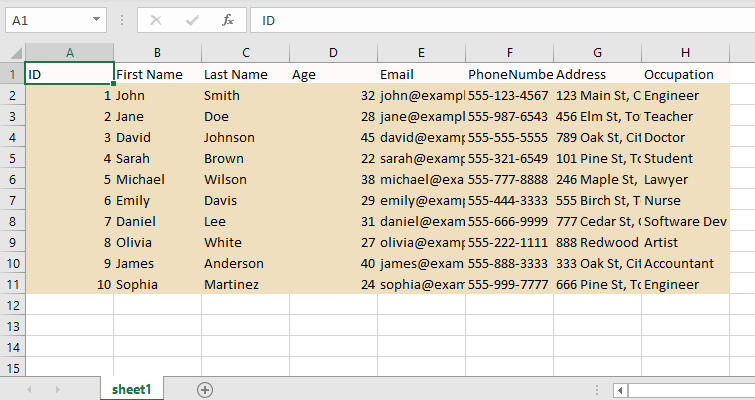 A1 fx ID
A B C D E F G H
1 ID First Name Last Name Age Email PhoneNumbe Address Occupation
2 1 John Smith 32 john@exampl 555-123-4567 123 Main St, C Engineer
3 2 Jane Doe 28 jane@exampl 555-987-6543 456 Elm St, To Teacher
4 3 David Johnson 45 david@examp 555-555-5555 789 Oak St, Cit Doctor
5 4 Sarah Brown 22 sarah@examp 555-321-6549 101 Pine St, To Student
6 5 Michael Wilson 38 michael@exa 555-777-8888 246 Maple St, Lawyer
7 6 Emily Davis 29 emily@examp 555-444-3333 555 Birch St, T Nurse
8 7 Daniel Lee 31 daniel@exam 555-666-9999 777 Cedar St, Software Dev
9 8 Olivia White 27 olivia@examp 555-222-1111 888 Redwood Artist
10 9 James Anderson 40 james@exam 555-888-3333 333 Oak St, Cit Accountant
11 10 Sophia Martinez 24 sophia@exam 555-999-7777 666 Pine St, To Engineer
12
13
14
15
sheet1